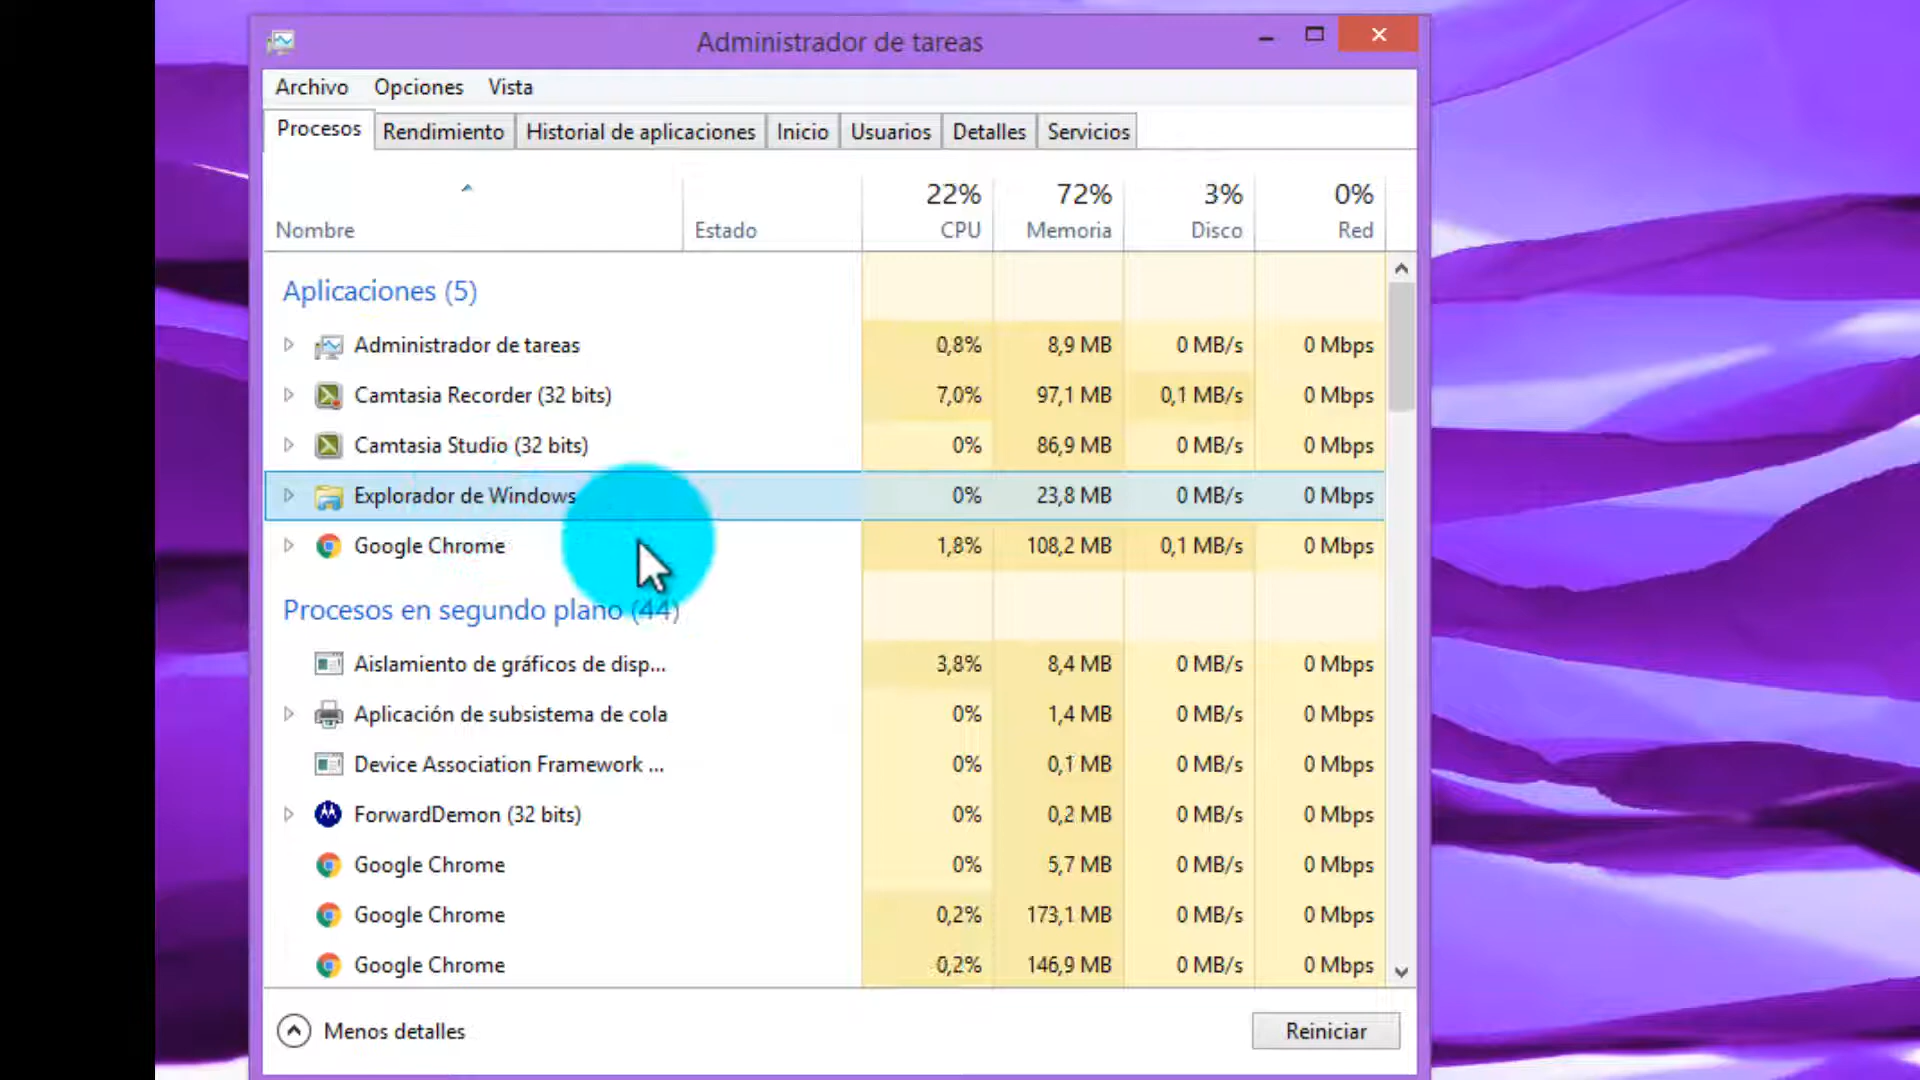 Administrador de tareas
Archivo Opciones Vista
Procesos Rendimiento Historial de aplicaciones Inicio Usuarios Detalles Servicios
22% 72% 3% 0%
Nombre Estado CPU Memoria Disco Red
Aplicaciones (5)
Administrador de tareas 0,8% 8,9 MB 0 MB/s 0 Mbps
Camtasia Recorder (32 bits) 7,0% 97,1 MB 0,1 MB/s 0 Mbps
Camtasia Studio (32 bits) 0% 86,9 MB 0 MB/s 0 Mbps
Explorador de Windows 0% 23,8 MB 0 MB/s 0 Mbps
Google Chrome 1,8% 108,2 MB 0,1 MB/s 0 Mbps
Procesos en segundo plano (44)
Aislamiento de gráficos de disp... 3,8% 8,4 MB 0 MB/s 0 Mbps
Aplicación de subsistema de cola 0% 1,4 MB 0 MB/s 0 Mbps
Device Association Framework ... 0% 0,1 MB 0 MB/s 0 Mbps
ForwardDemon (32 bits) 0% 0,2 MB 0 MB/s 0 Mbps
Google Chrome 0% 5,7 MB 0 MB/s 0 Mbps
Google Chrome 0,2% 173,1 MB 0 MB/s 0 Mbps
Google Chrome 0,2% 146,9 MB 0 MB/s 0 Mbps
Menos detalles Reiniciar